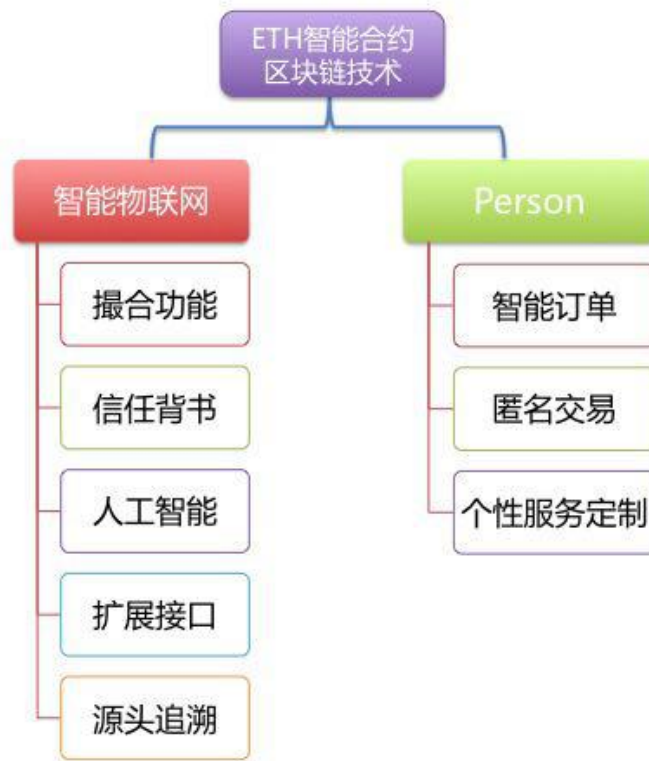 ETH智能合约
区块链技术
智能物联网
撮合功能
信任背书
人工智能
扩展接口
源头追溯
Person
智能订单
匿名交易
个性服务定制